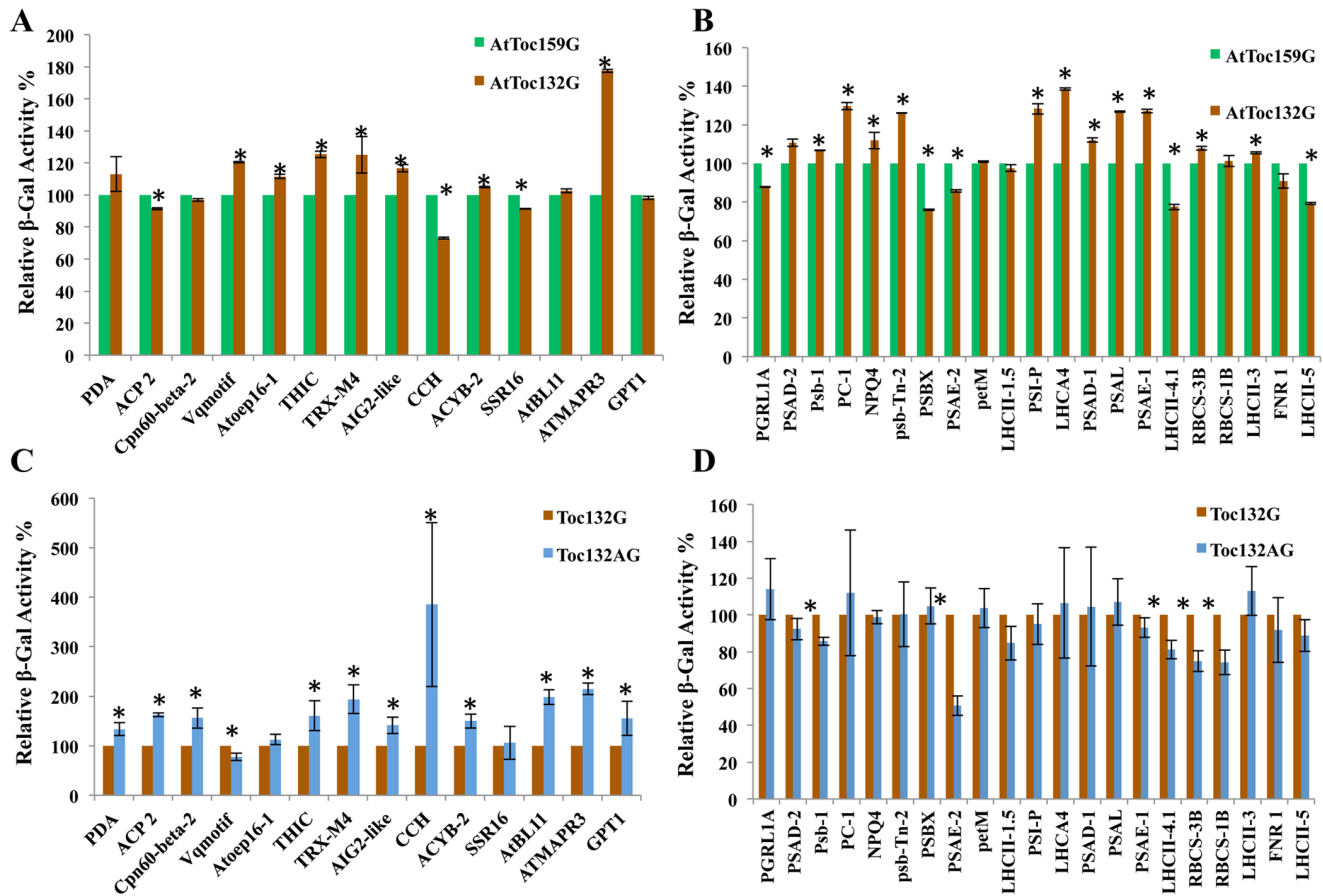 A
AtToc159G
AtToc132G
Relative β-Gal Activity %
200
180
160
140
120
100
80
60
40
20
0
* * * * * * * * * *
PDA
ACP 2
Cpn60-beta-2
Vqmotif
Atoep16-1
THIC
TRX-M4
AIG2-like
CCH
ACYB-2
SSR16
AtBL11
ATMAPR3
GPT1
B
AtToc159G
AtToc132G
Relative β-Gal Activity %
160
140
120
100
80
60
40
20
0
* * * * * * * * * * * * * * * *
PGRL1A
PSAD-2
Psb-1
PC-1
NPQ4
psb-Tn-2
PSBX
PSAE-2
petM
LHCII-1.5
PSI-P
LHCA4
PSAD-1
PSAL
PSAE-1
LHCII-4.1
RBCS-3B
RBCS-1B
LHCII-3
FNR 1
LHCII-5
C
Toc132G
Toc132AG
Relative β-Gal Activity %
600
500
400
300
200
100
0
* * * * * * * * * * * *
PDA
ACP 2
Cpn60-beta-2
Vqmotif
Atoep16-1
THIC
TRX-M4
AIG2-like
CCH
ACYB-2
SSR16
AtBL11
ATMAPR3
GPT1
D
Toc132G
Toc132AG
Relative β-Gal Activity %
160
140
120
100
80
60
40
20
0
* * * * *
PGRL1A
PSAD-2
Psb-1
PC-1
NPQ4
psb-Tn-2
PSBX
PSAE-2
petM
LHCII-1.5
PSI-P
LHCA4
PSAD-1
PSAL
PSAE-1
LHCII-4.1
RBCS-3B
RBCS-1B
LHCII-3
FNR 1
LHCII-5